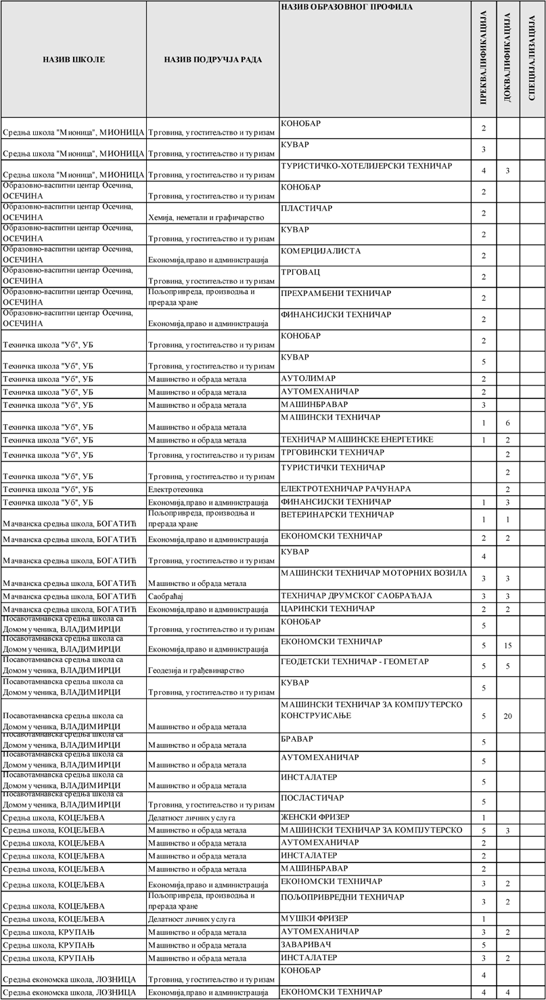 НАЗИВ ШКОЛЕ НАЗИВ ПОДРУЧЈА РАДА НАЗИВ ОБРАЗОВНОГ ПРОФИЛА ПРЕКВАЛИФИКАЦИЈА ДОКВАЛИФИКАЦИЈА СПЕЦИЈАЛИЗАЦИЈА
Средња школа "Мионица", МИОНИЦА Трговина, угоститељство и туризам КОНОБАР 2
Средња школа "Мионица", МИОНИЦА Трговина, угоститељство и туризам КУВАР 3
Средња школа "Мионица", МИОНИЦА Трговина, угоститељство и туризам ТУРИСТИЧКО-ХОТЕЛИЈЕРСКИ ТЕХНИЧАР 4 3
Образовно-васпитни центар Осечина,
ОСЕЧИНА Трговина, угоститељство и туризам КОНОБАР 2
Образовно-васпитни центар Осечина,
ОСЕЧИНА Хемија, неметали и графичарство ПЛАСТИЧАР 2
Образовно-васпитни центар Осечина,
ОСЕЧИНА Трговина, угоститељство и туризам КУВАР 2
Образовно-васпитни центар Осечина,
ОСЕЧИНА Економија,право и администрација КОМЕРЦИЈАЛИСТА 2
Образовно-васпитни центар Осечина,
ОСЕЧИНА Трговина, угоститељство и туризам ТРГОВАЦ 2
Образовно-васпитни центар Осечина, Пољопривреда, производња и
ОСЕЧИНА прерада хране ПРЕХРАМБЕНИ ТЕХНИЧАР 2
Образовно-васпитни центар Осечина,
ОСЕЧИНА Економија,право и администрација ФИНАНСИЈСКИ ТЕХНИЧАР 2
Техничка школа "Уб", УБ Трговина, угоститељство и туризам КОНОБАР 2
Техничка школа "Уб", УБ Трговина, угоститељство и туризам КУВАР 5
Техничка школа "Уб", УБ Машинство и обрада метала АУТОЛИМАР 2
Техничка школа "Уб", УБ Машинство и обрада метала АУТОМЕХАНИЧАР 2
Техничка школа "Уб", УБ Машинство и обрада метала МАШИНБРАВАР 3
Техничка школа "Уб", УБ Машинство и обрада метала МАШИНСКИ ТЕХНИЧАР 1 6
Техничка школа "Уб", УБ Машинство и обрада метала ТЕХНИЧАР МАШИНСКЕ ЕНЕРГЕТИКЕ 1 2
Техничка школа "Уб", УБ Трговина, угоститељство и туризам ТРГОВИНСКИ ТЕХНИЧАР 2
Техничка школа "Уб", УБ Трговина, угоститељство и туризам ТУРИСТИЧКИ ТЕХНИЧАР 2
Техничка школа "Уб", УБ Електротехника ЕЛЕКТРОТЕХНИЧАР РАЧУНАРА 2
Техничка школа "Уб", УБ Економија,право и администрација ФИНАНСИЈСКИ ТЕХНИЧАР 1 3
Пољопривреда, производња и
Мачванска средња школа, БОГАТИЋ прерада хране ВЕТЕРИНАРСКИ ТЕХНИЧАР 1 1
Мачванска средња школа, БОГАТИЋ Економија,право и администрација ЕКОНОМСКИ ТЕХНИЧАР 2 2
Мачванска средња школа, БОГАТИЋ Трговина, угоститељство и туризам КУВАР 4
Мачванска средња школа, БОГАТИЋ Машинство и обрада метала МАШИНСКИ ТЕХНИЧАР МОТОРНИХ ВОЗИЛА 3 3
Мачванска средња школа, БОГАТИЋ Саобраћај ТЕХНИЧАР ДРУМСКОГ САОБРАЋАЈА 3 3
Мачванска средња школа, БОГАТИЋ Економија,право и администрација ЦАРИНСКИ ТЕХНИЧАР 2 2
Посавотамнавска средња школа са
Домом ученика, ВЛАДИМИРЦИ Трговина, угоститељство и туризам КОНОБАР 5
Посавотамнавска средња школа са
Домом ученика, ВЛАДИМИРЦИ Економија,право и администрација ЕКОНОМСКИ ТЕХНИЧАР 5 15
Посавотамнавска средња школа са
Домом ученика, ВЛАДИМИРЦИ Геодезија и грађевинарство ГЕОДЕТСКИ ТЕХНИЧАР - ГЕОМЕТАР 5 5
Посавотамнавска средња школа са
Домом ученика, ВЛАДИМИРЦИ Трговина, угоститељство и туризам КУВАР 5
МАШИНСКИ ТЕХНИЧАР ЗА КОМПЈУТЕРСКО
Посавотамнавска средња школа са КОНСТРУИСАЊЕ 5 20
Домом ученика, ВЛАДИМИРЦИ Машинство и обрада метала
Посавотамнавска средња школа са
Домом ученика, ВЛАДИМИРЦИ Машинство и обрада метала БРАВАР 5
Посавотамнавска средња школа са
Домом ученика, ВЛАДИМИРЦИ Машинство и обрада метала АУТОМЕХАНИЧАР 5
Посавотамнавска средња школа са
Домом ученика, ВЛАДИМИРЦИ Машинство и обрада метала ИНСТАЛАТЕР 5
Посавотамнавска средња школа са
Домом ученика, ВЛАДИМИРЦИ Трговина, угоститељство и туризам ПОСЛАСТИЧАР 5
Средња школа, КОЦЕЉЕВА Делатност личних услуга ЖЕНСКИ ФРИЗЕР 1
Средња школа, КОЦЕЉЕВА Машинство и обрада метала МАШИНСКИ ТЕХНИЧАР ЗА КОМПЈУТЕРСКО 5 3
Средња школа, КОЦЕЉЕВА Машинство и обрада метала АУТОМЕХАНИЧАР 2
Средња школа, КОЦЕЉЕВА Машинство и обрада метала ИНСТАЛАТЕР 2
Средња школа, КОЦЕЉЕВА Машинство и обрада метала МАШИНБРАВАР 2
Средња школа, КОЦЕЉЕВА Економија,право и администрација ЕКОНОМСКИ ТЕХНИЧАР 3 2
Пољопривреда, производња и
Средња школа, КОЦЕЉЕВА прерада хране ПОЉОПРИВРЕДНИ ТЕХНИЧАР 3 2
Средња школа, КОЦЕЉЕВА Делатност личних услуга МУШКИ ФРИЗЕР 1
Средња школа, КРУПАЊ Машинство и обрада метала АУТОМЕХАНИЧАР 3 2
Средња школа, КРУПАЊ Машинство и обрада метала ЗАВАРИВАЧ 5
Средња школа, КРУПАЊ Машинство и обрада метала ИНСТАЛАТЕР 3 2
Средња економска школа, ЛОЗНИЦА Трговина, угоститељство и туризам КОНОБАР 4
Средња економска школа, ЛОЗНИЦА Економија,право и администрација ЕКОНОМСКИ ТЕХНИЧАР 4 4